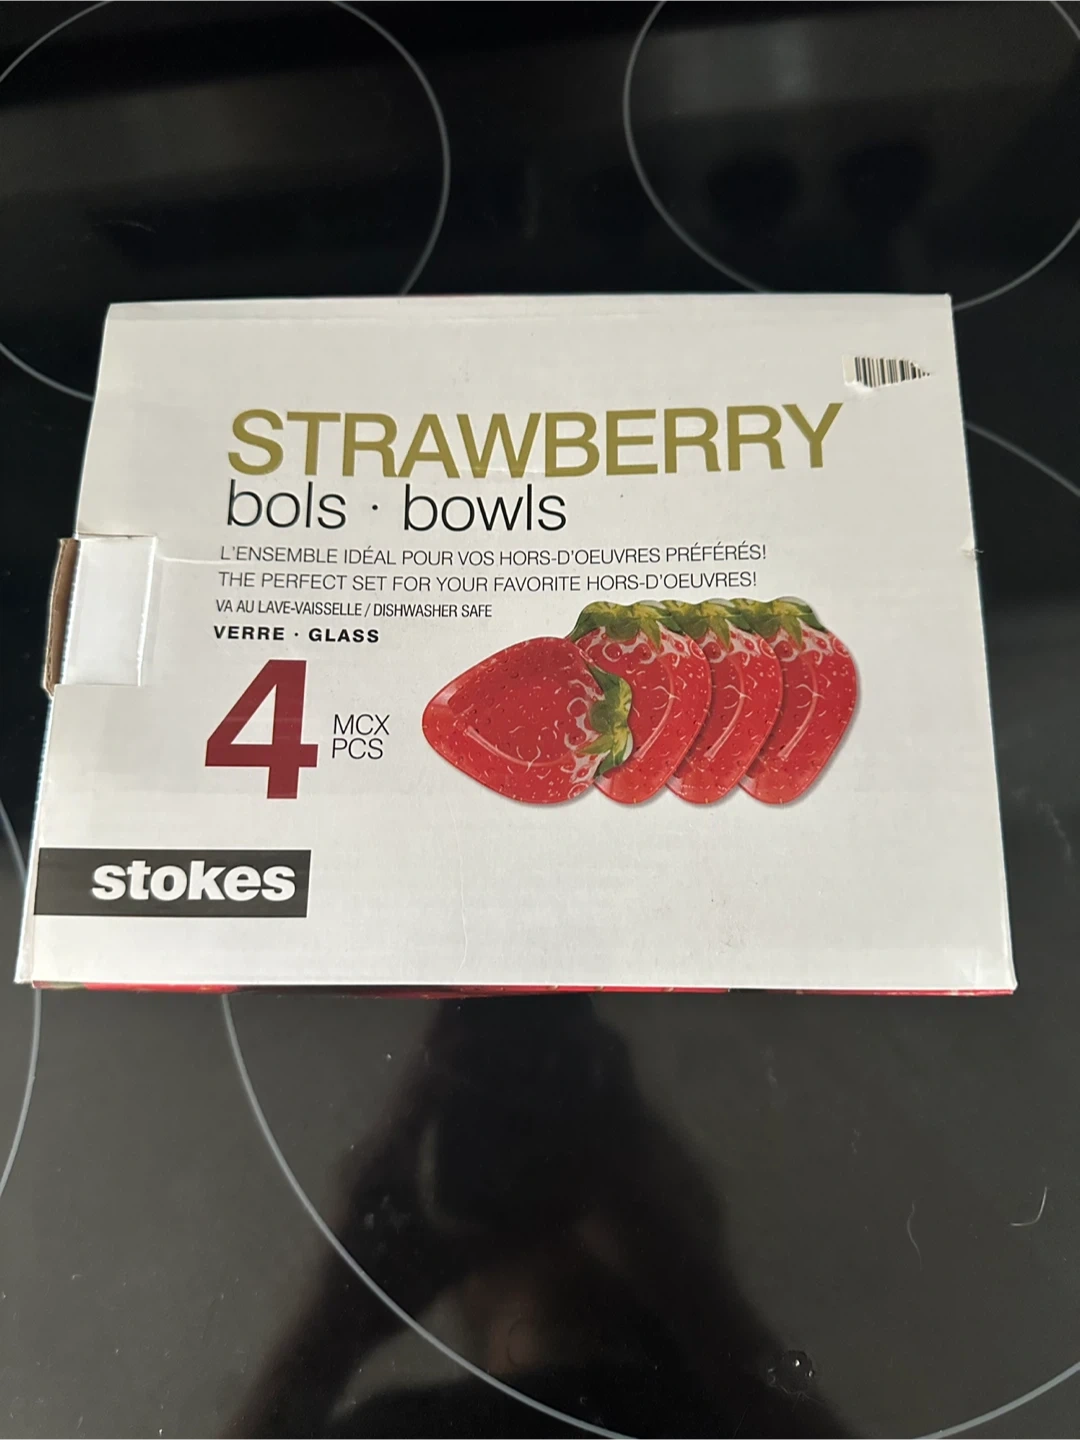 STRAWBERRY
bols · bowls
L'ENSEMBLE IDÉAL POUR VOS HORS-D'OEUVRES PRÉFÉRÉS!
THE PERFECT SET FOR YOUR FAVORITE HORS-D'OEUVRES!
VA AU LAVE-VAISSELLE / DISHWASHER SAFE
VERRE · GLASS
4 MCX
PCS
stokes